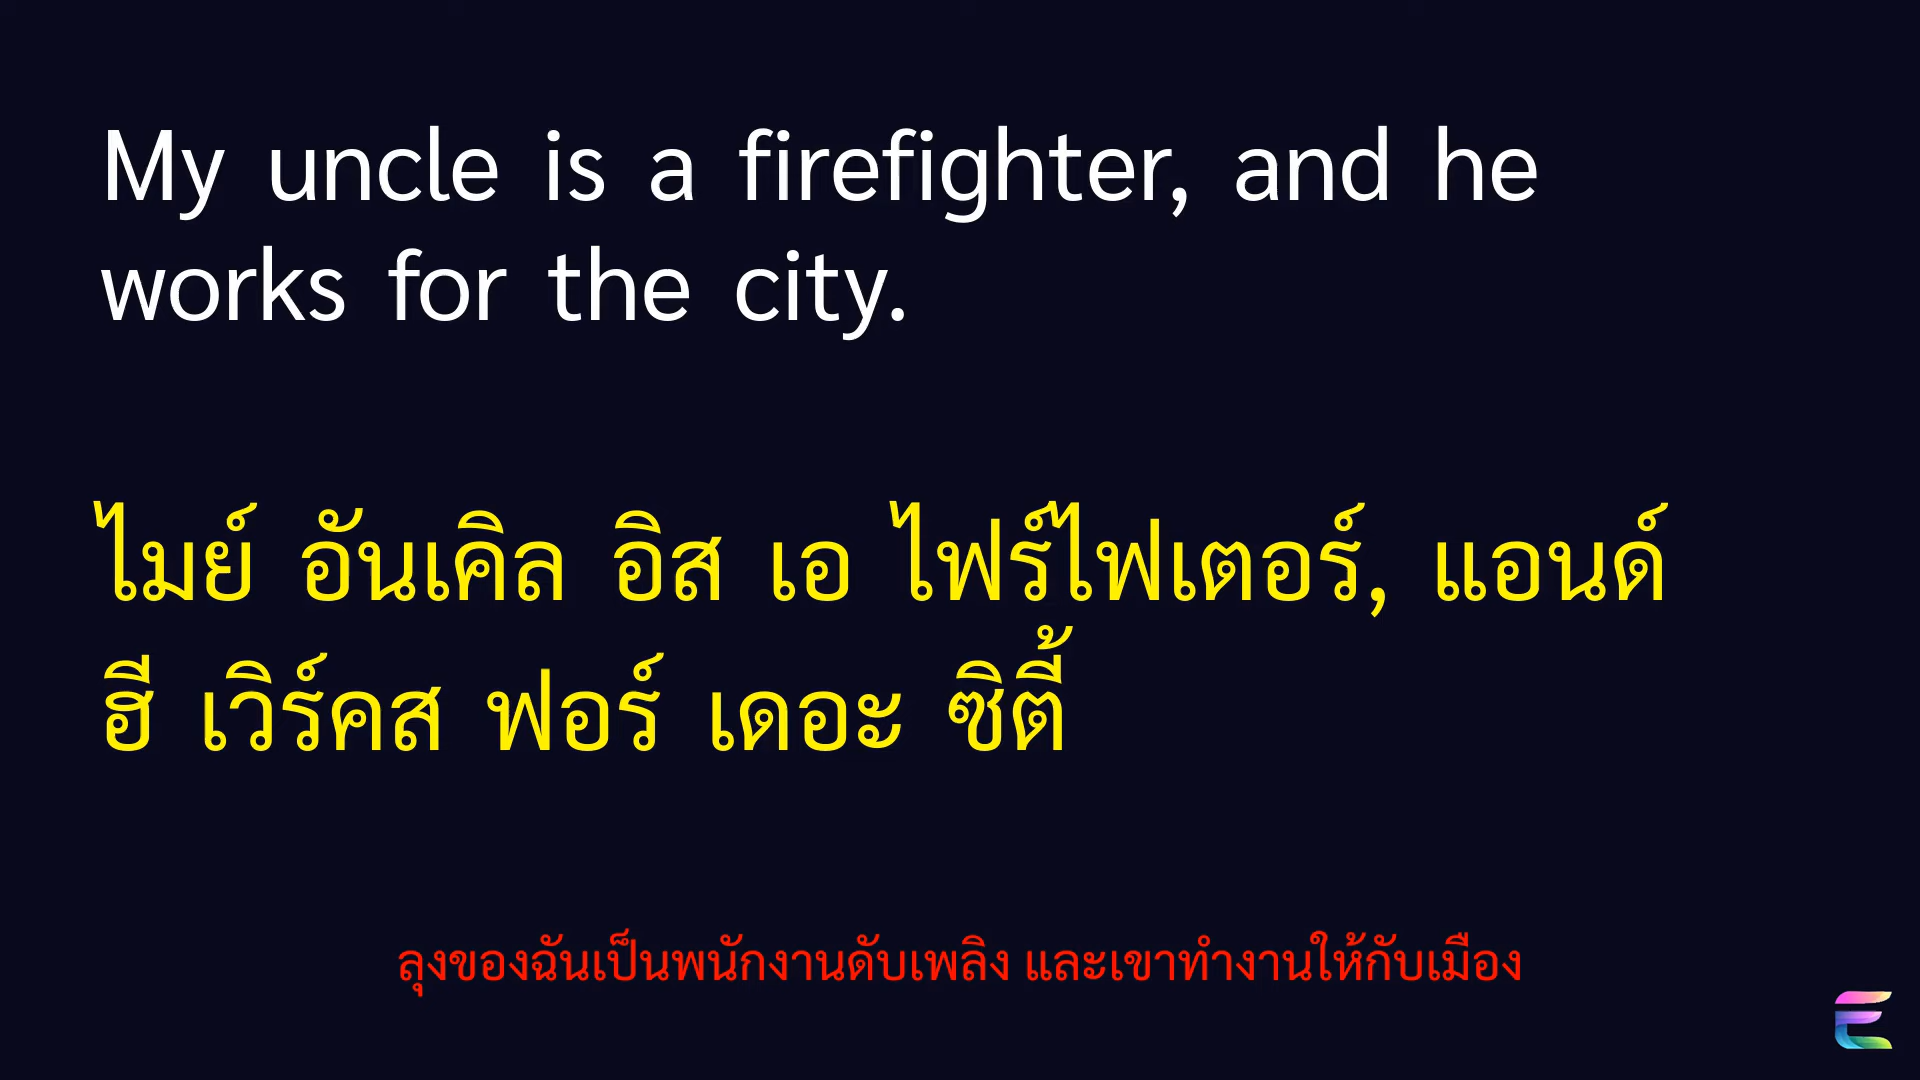 My uncle is a firefighter, and he
works for the city.
ไมย์ อันเคิล อิส เอ ไฟร์ไฟเตอร์, แอนด์
ฮี เวิร์คส ฟอร์ เดอะ ซิตี้
ลุงของฉันเป็นพนักงานดับเพลิง และเขาทำงานให้กับเมือง